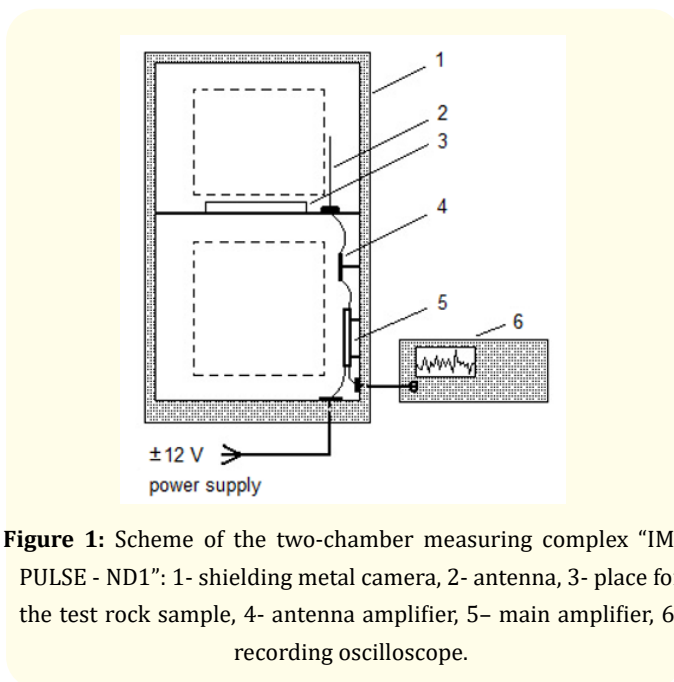 1
2
3
4
5
6
±12 V
power supply
Figure 1: Scheme of the two-chamber measuring complex “IM-
PULSE - ND1”: 1- shielding metal camera, 2- antenna, 3- place for
the test rock sample, 4- antenna amplifier, 5– main amplifier, 6-
recording oscilloscope.